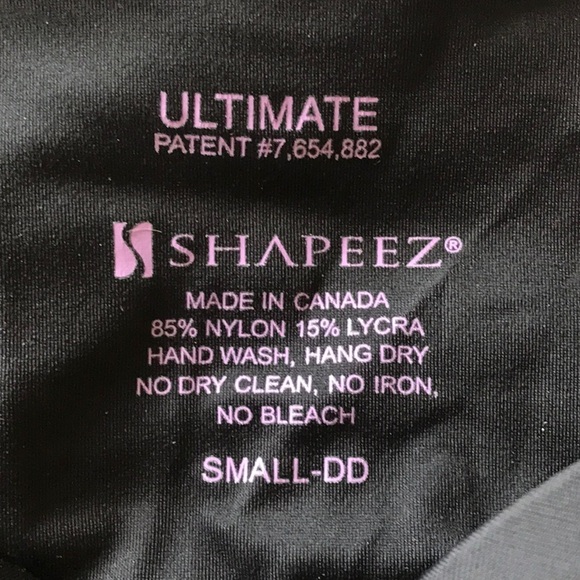 ULTIMATE
PATENT #7,654,882
SHAPEEZ®
MADE IN CANADA
85% NYLON 15% LYCRA
HAND WASH, HANG DRY
NO DRY CLEAN, NO IRON,
NO BLEACH
SMALL-DD